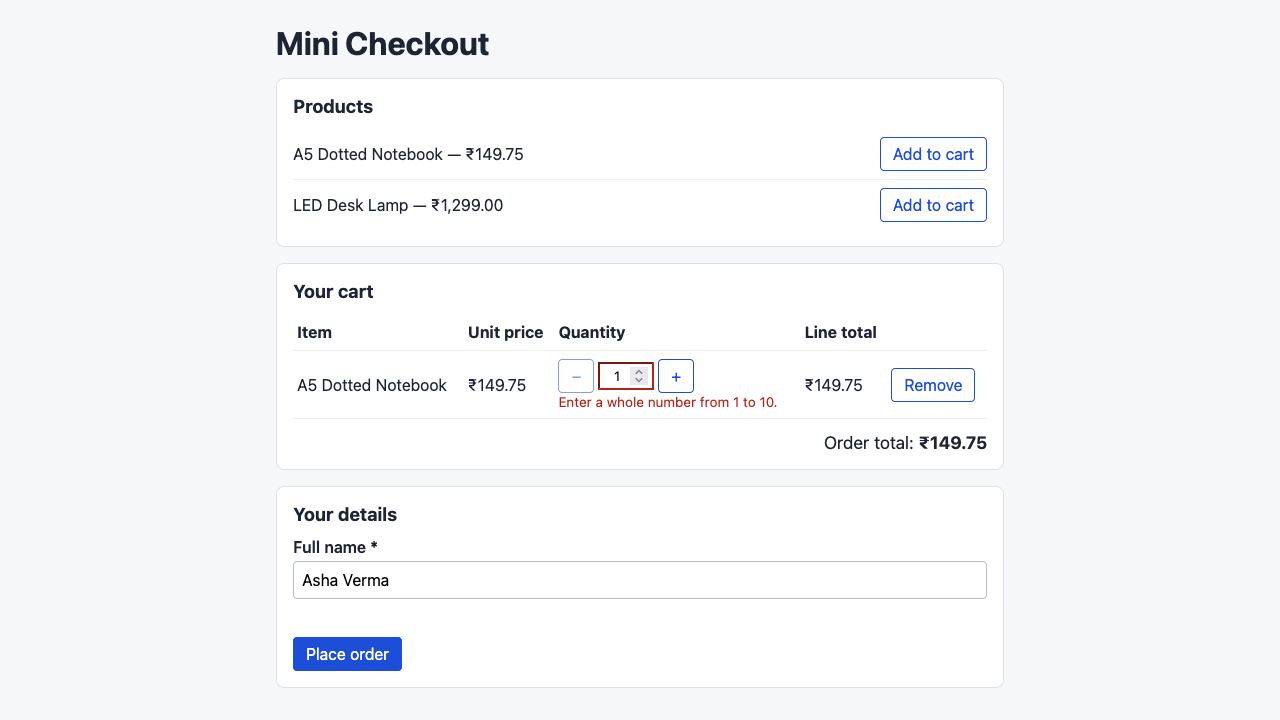 Mini Checkout
Products
A5 Dotted Notebook — ₹149.75 Add to cart
LED Desk Lamp — ₹1,299.00 Add to cart
Your cart
Item Unit price Quantity Line total
A5 Dotted Notebook ₹149.75 − 1 + ₹149.75 Remove
Enter a whole number from 1 to 10.
Order total: ₹149.75
Your details
Full name *
Asha Verma
Place order